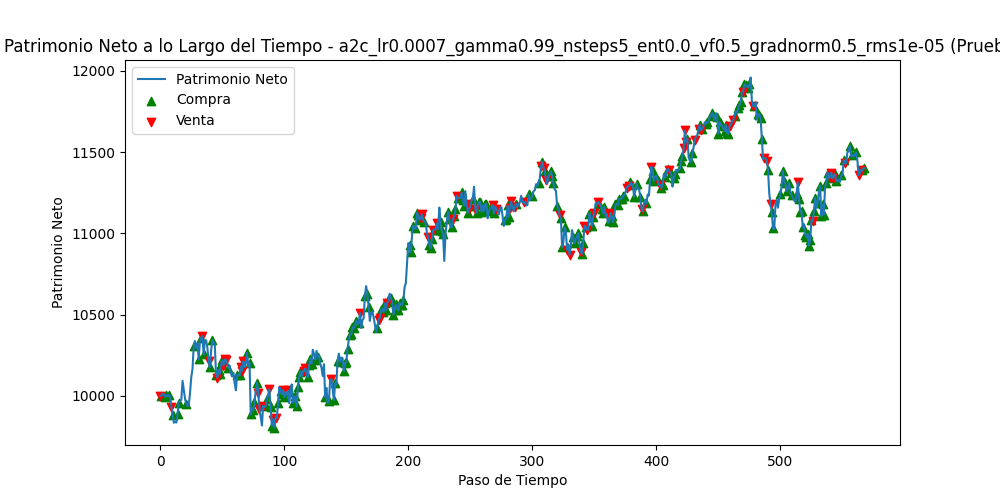 Patrimonio Neto a lo Largo del Tiempo - a2c_lr0.0007_gamma0.99_nsteps5_ent0.0_vf0.5_gradnorm0.5_rms1e-05 (Prueb
Patrimonio Neto
Compra
Venta
12000
11500
11000
10500
10000
Patrimonio Neto
0 100 200 300 400 500
Paso de Tiempo